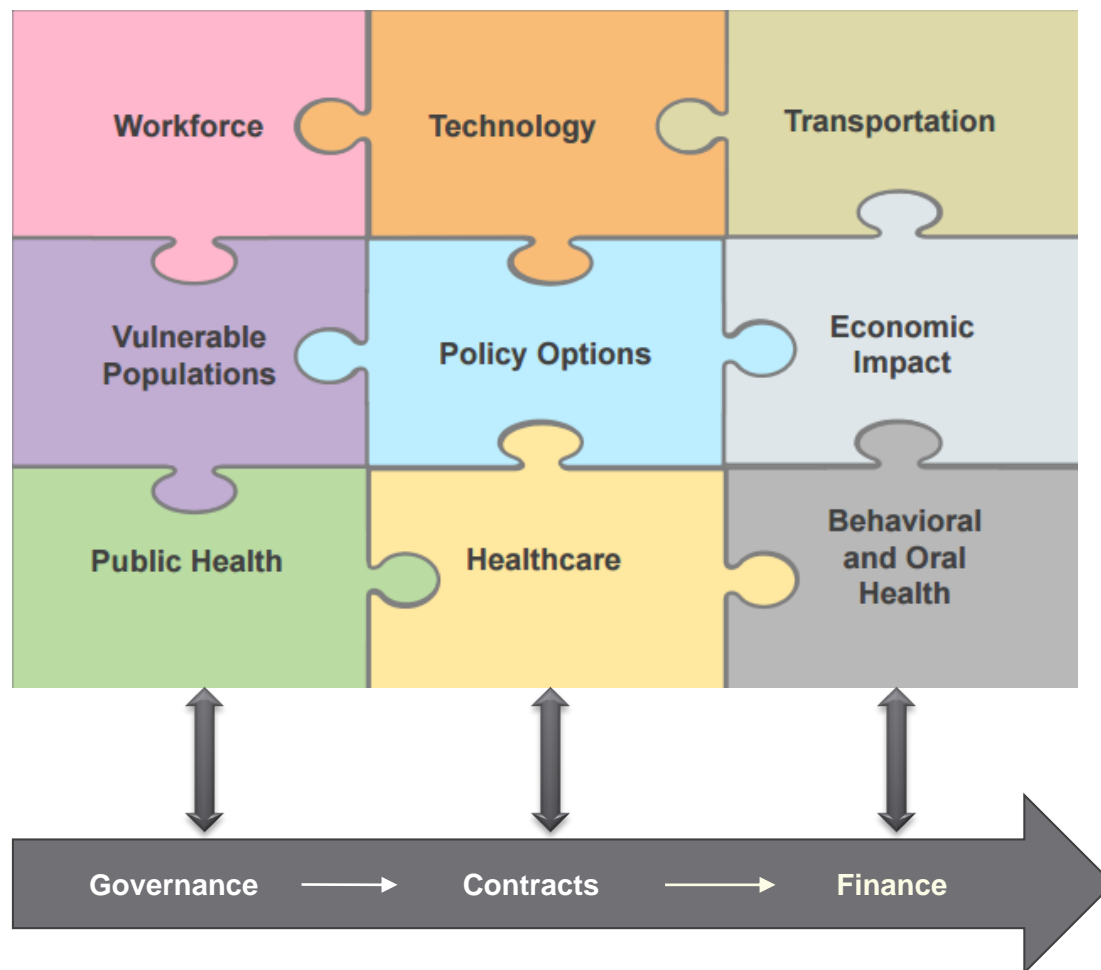 Workforce
Technology
Transportation
Vulnerable
Populations
Policy Options
Economic
Impact
Public Health
Healthcare
Behavioral
and Oral
Health
Governance
Contracts
Finance